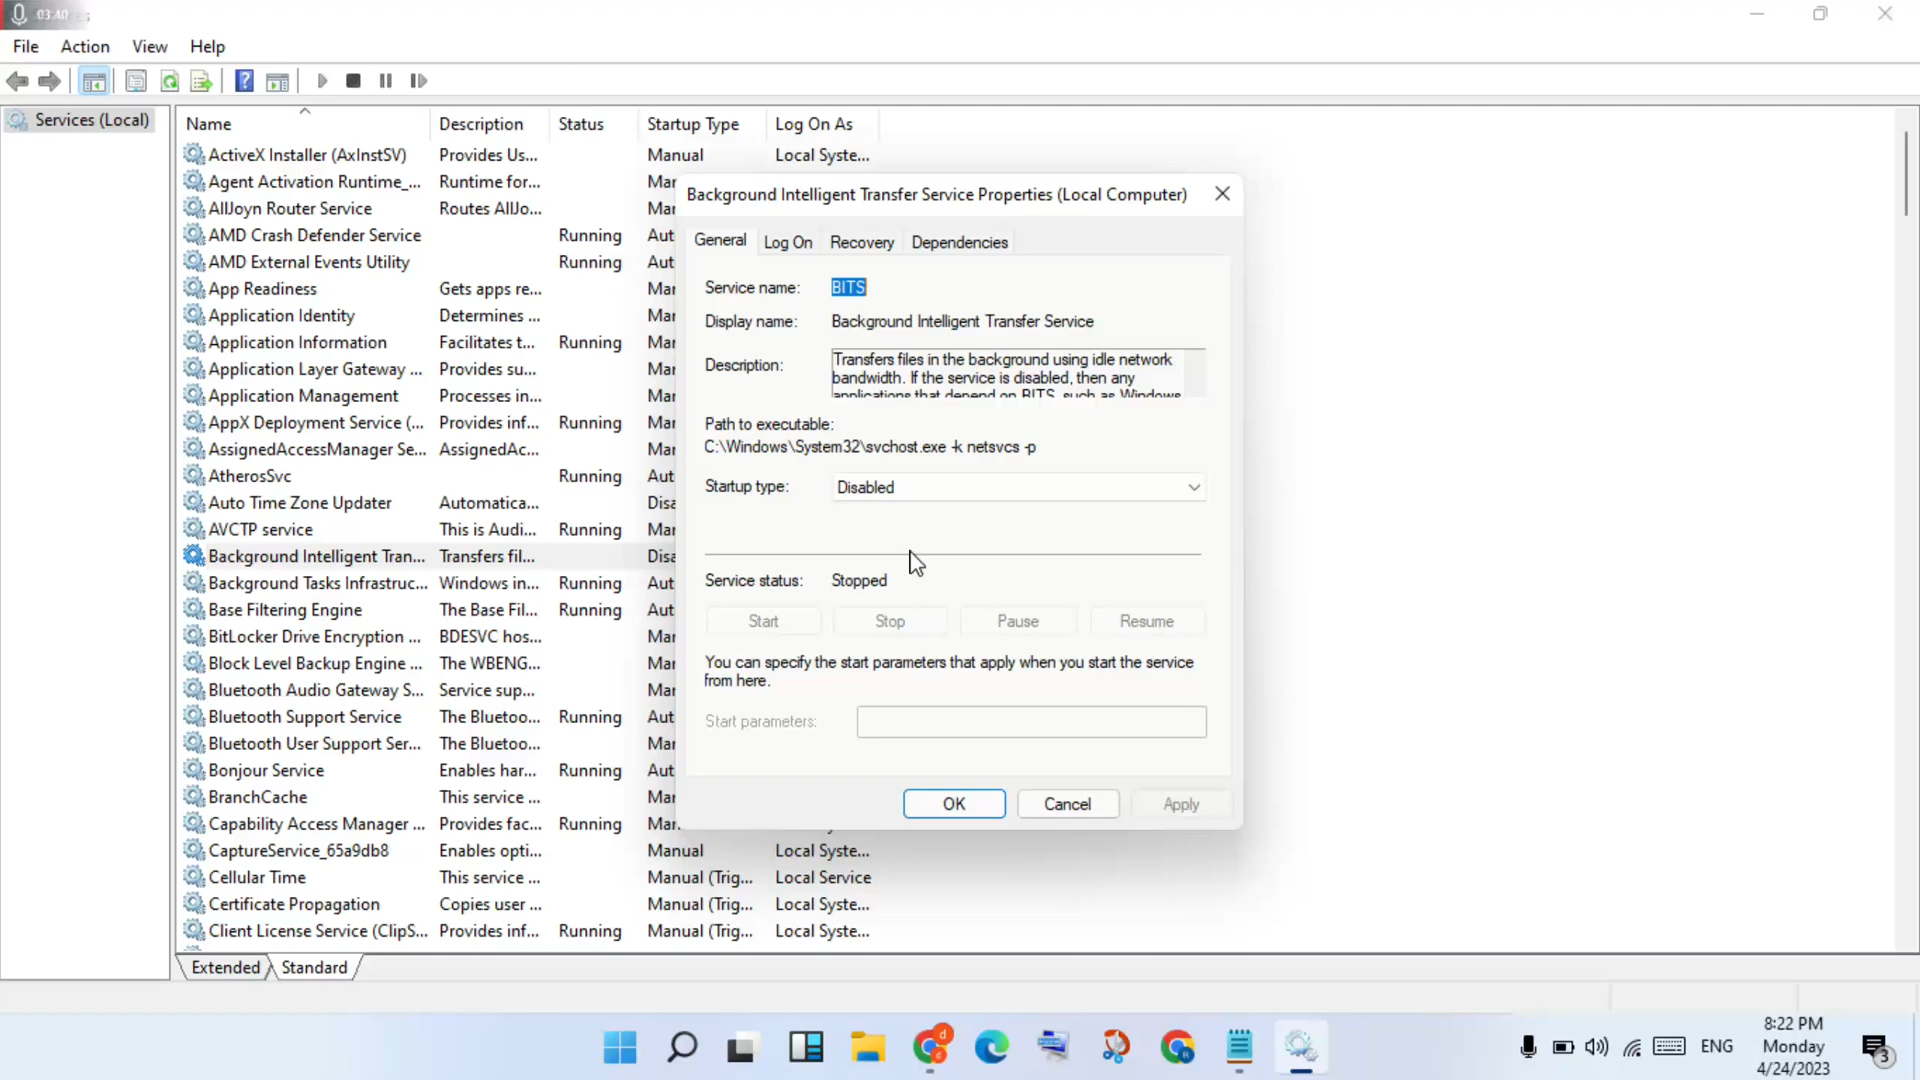 03:40
File Action View Help
Services (Local)
Name Description Status Startup Type Log On As
ActiveX Installer (AxInstSV) Provides Us... Manual Local Syste...
Agent Activation Runtime_... Runtime for...
AllJoyn Router Service Routes AllJo...
AMD Crash Defender Service Running
AMD External Events Utility Running
App Readiness Gets apps re...
Application Identity Determines ...
Application Information Facilitates t... Running
Application Layer Gateway ... Provides su...
Application Management Processes in...
AppX Deployment Service (... Provides inf...
AssignedAccessManager Se... AssignedAc...
AtherosSvc Running
Auto Time Zone Updater Automatica...
AVCTP service This is Audi... Running
Background Intelligent Tran... Transfers fil...
Background Tasks Infrastruc... Windows in... Running
Base Filtering Engine The Base Fil... Running
BitLocker Drive Encryption ... BDESVC hos...
Block Level Backup Engine ... The WBENG...
Bluetooth Audio Gateway S... Service sup...
Bluetooth Support Service The Bluetoo... Running
Bluetooth User Support Ser... The Bluetoo...
Bonjour Service Enables har... Running
BranchCache This service ...
Capability Access Manager ... Provides fac... Running
CaptureService_65a9db8 Enables opti... Manual Local Syste...
Cellular Time This service ... Manual (Trig... Local Service
Certificate Propagation Copies user ... Manual (Trig... Local Syste...
Client License Service (ClipS... Provides inf... Running Manual (Trig... Local Syste...
Extended Standard
Background Intelligent Transfer Service Properties (Local Computer)
General Log On Recovery Dependencies
Service name: BITS
Display name: Background Intelligent Transfer Service
Description: Transfers files in the background using idle network
bandwidth. If the service is disabled, then any
applications that depend on BITS, such as Windows
Path to executable:
C:\Windows\System32\svchost.exe -k netsvcs -p
Startup type: Disabled
Service status: Stopped
Start Stop Pause Resume
You can specify the start parameters that apply when you start the service
from here.
Start parameters:
OK Cancel Apply
ENG
8:22 PM
Monday
4/24/2023
3